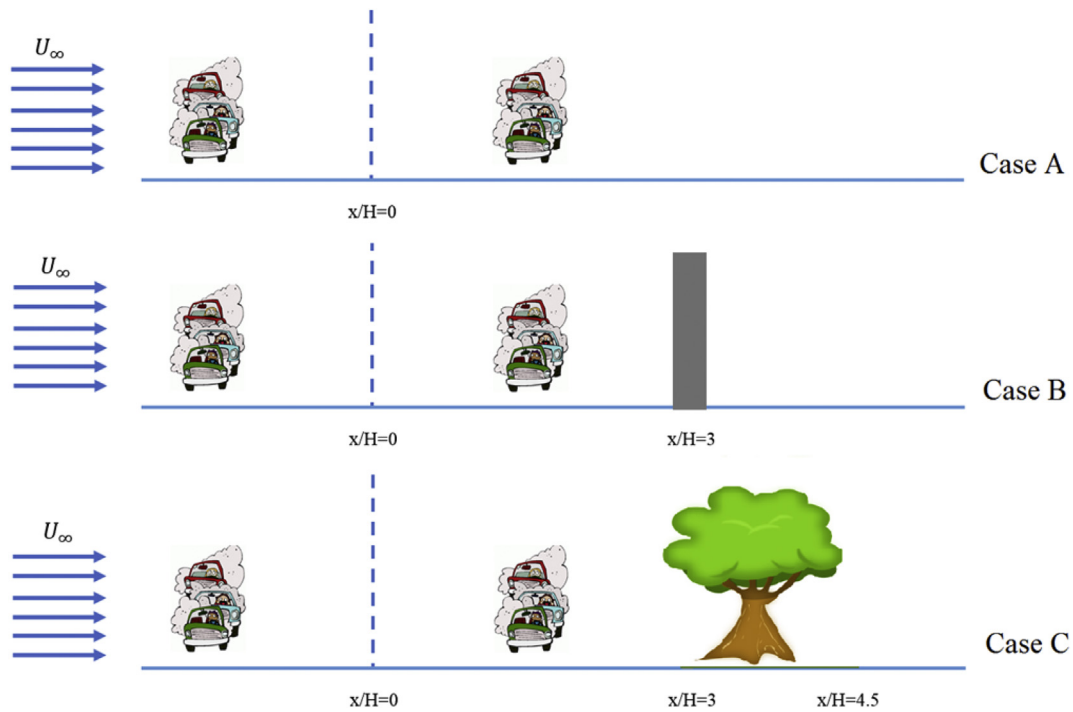 U∞
Case A
x/H=0
U∞
Case B
x/H=0
x/H=3
U∞
Case C
x/H=0
x/H=3
x/H=4.5